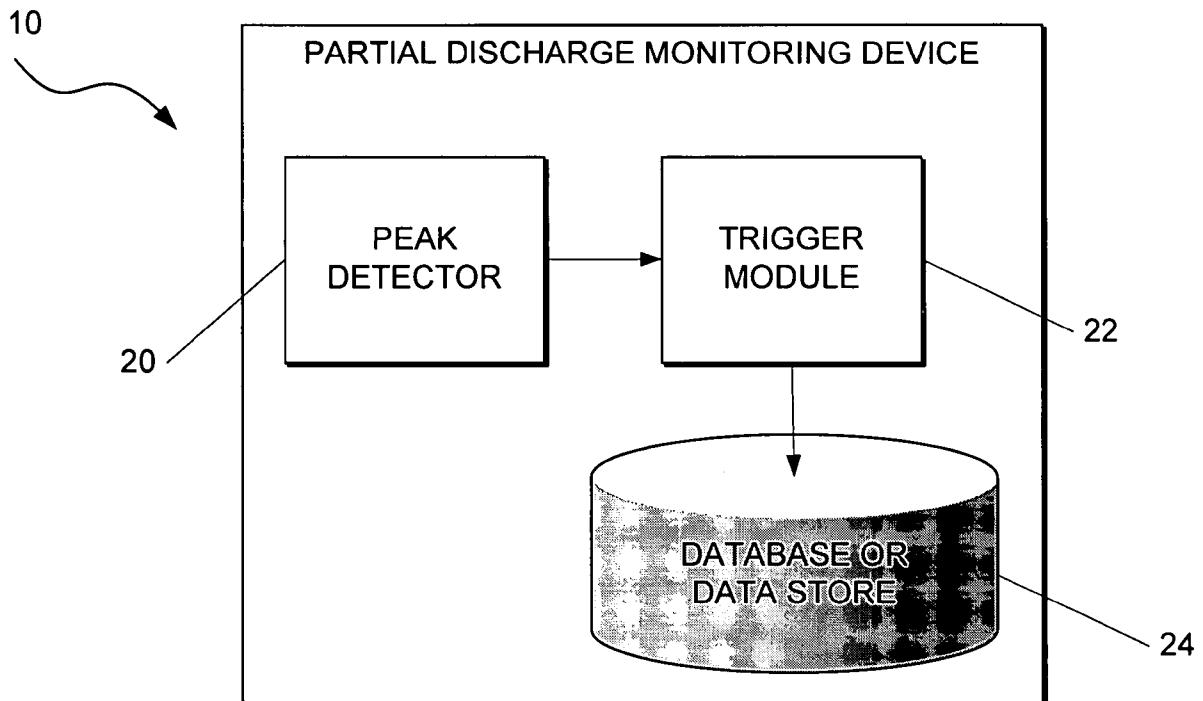 10
PARTIAL DISCHARGE MONITORING DEVICE
PEAK
DETECTOR
TRIGGER
MODULE
20
22
DATABASE OR
DATA STORE
24